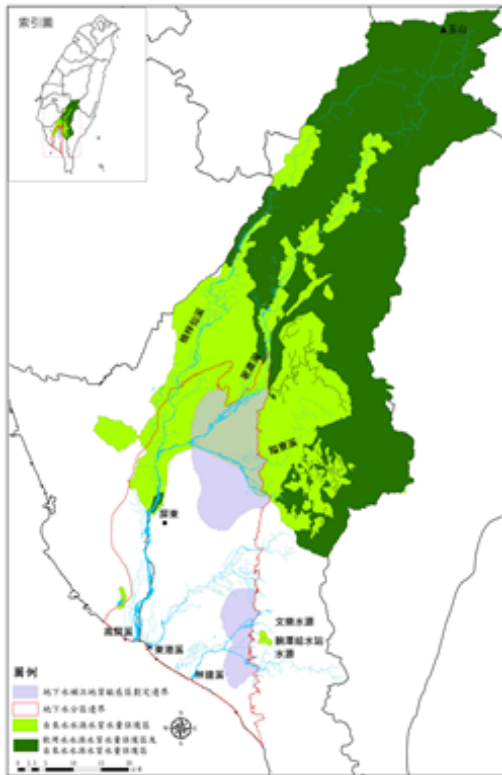 索引圖
玉山
楠梓仙溪
荖濃溪
隘寮溪
屏東
高屏溪
東港溪
林邊溪
文樂水源
餉潭給水站
水源
圖例
地下水補注地質敏感區劃定邊界
地下水分區邊界
自來水水源水質水量保護區
飲用水水源水質水量保護區及
自來水水源水質水量保護區